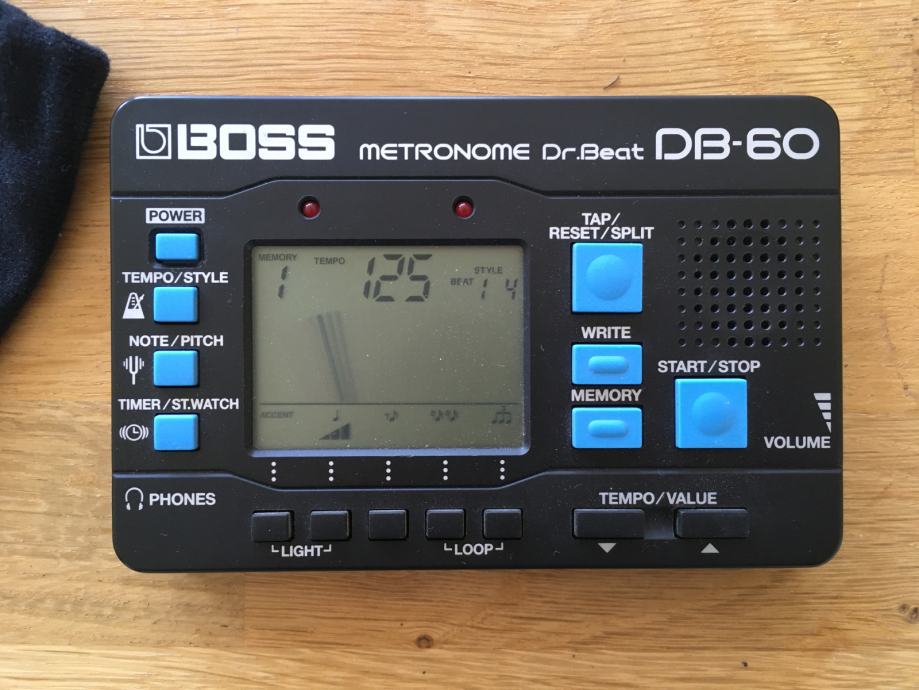 BOSS METRONOME Dr.Beat DB-60
POWER
TEMPO/STYLE
NOTE/PITCH
TIMER/ST.WATCH
MEMORY TEMPO STYLE
1 125 BEAT 14
ACCENT
TAP/
RESET/SPLIT
WRITE
MEMORY
START/STOP
VOLUME
PHONES
LIGHT
LOOP
TEMPO/VALUE